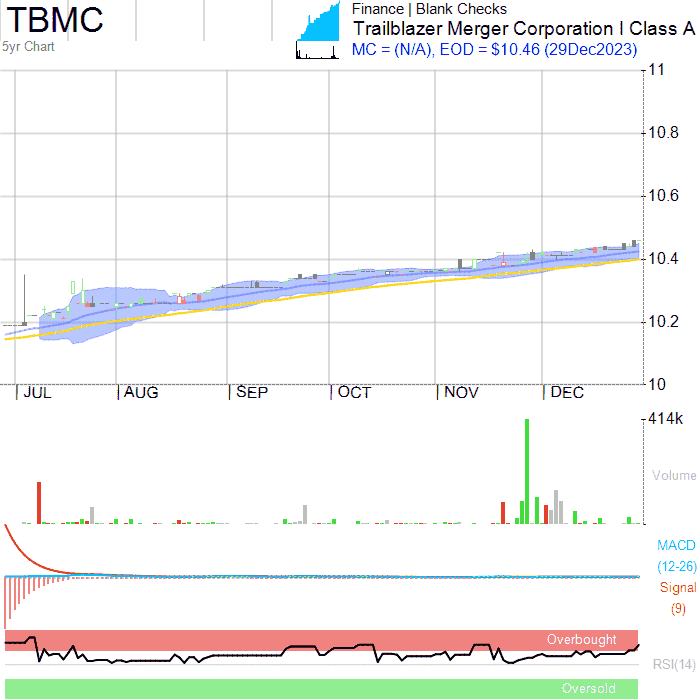 TBMC
Finance | Blank Checks
Trailblazer Merger Corporation I Class A
5yr Chart
MC = (N/A), EOD = $10.46 (29Dec2023)
11
10.8
10.6
10.4
10.2
10
JUL AUG SEP OCT NOV DEC
414k
Volume
MACD
(12-26)
Signal
(9)
Overbought
RSI(14)
Oversold